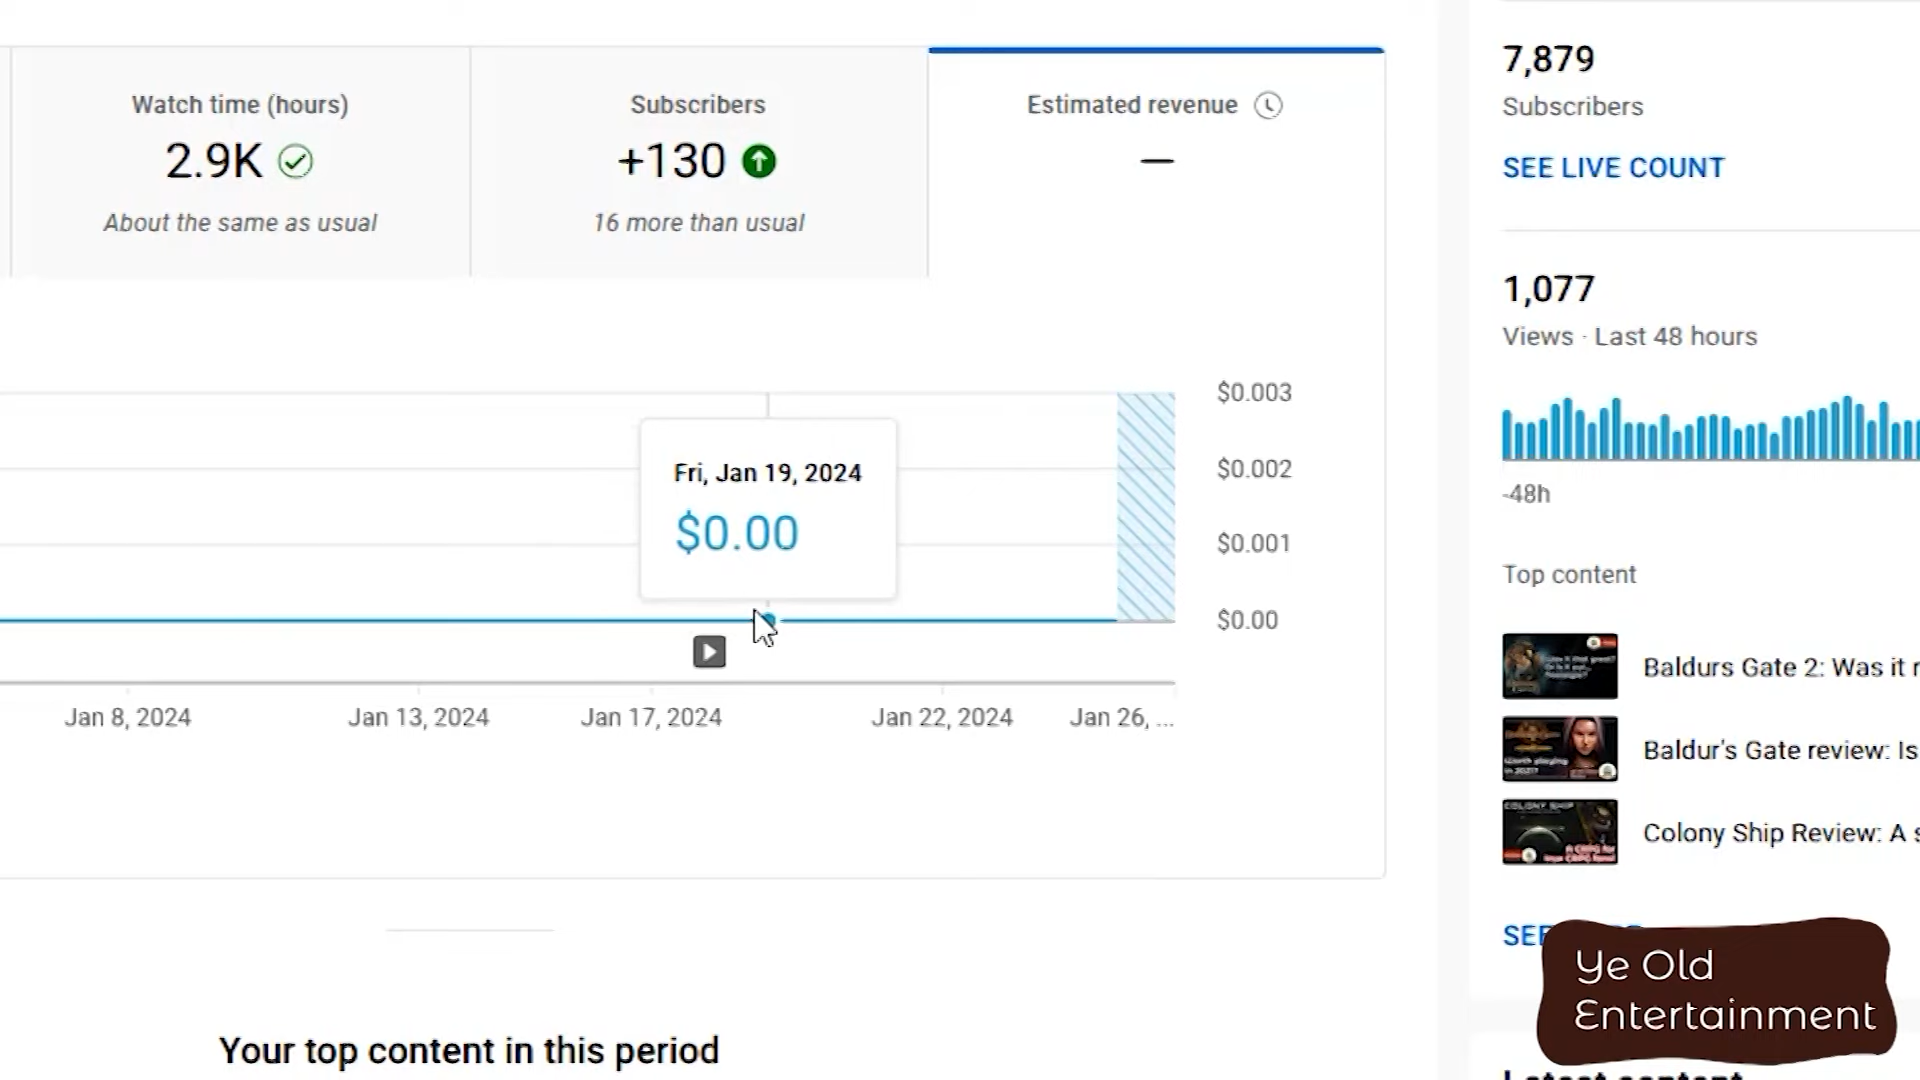 Watch time (hours)
2.9K
About the same as usual
Subscribers
+130
16 more than usual
Estimated revenue
—
$0.003
$0.002
$0.001
$0.00
Fri, Jan 19, 2024
$0.00
Jan 8, 2024
Jan 13, 2024
Jan 17, 2024
Jan 22, 2024
Jan 26, ...
Your top content in this period
7,879
Subscribers
SEE LIVE COUNT
1,077
Views · Last 48 hours
-48h
Top content
Baldurs Gate 2: Was it
Baldur's Gate review: Is
Colony Ship Review: A
COLONY SHIP
Ye Old
Entertainment
Latest content